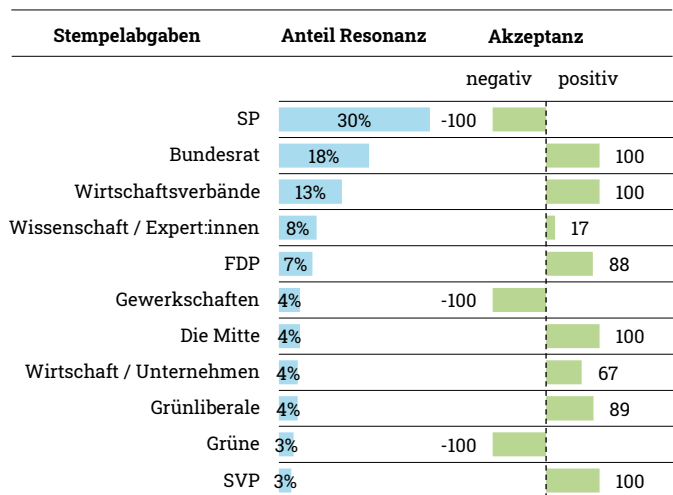 Stempelabgaben Anteil Resonanz Akzeptanz
negativ positiv
SP 30% -100
Bundesrat 18% 100
Wirtschaftsverbände 13% 100
Wissenschaft / Expert:innen 8% 17
FDP 7% 88
Gewerkschaften 4% -100
Die Mitte 4% 100
Wirtschaft / Unternehmen 4% 67
Grünliberale 4% 89
Grüne 3% -100
SVP 3% 100